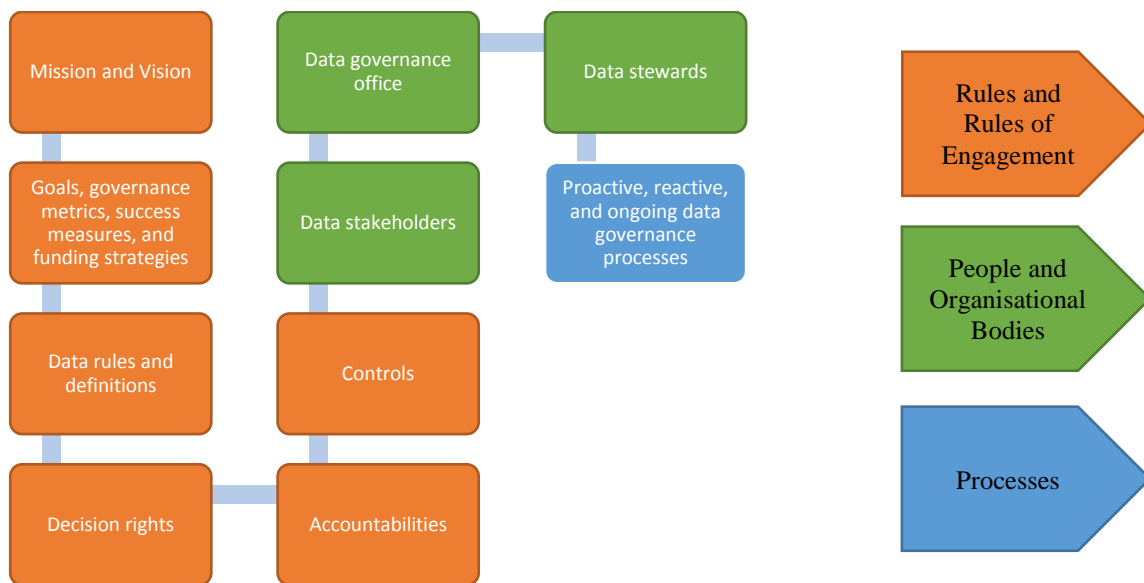 Mission and Vision
Goals, governance
metrics, success
measures, and
funding strategies
Data rules and
definitions
Decision rights
Accountabilities
Controls
Data stakeholders
Data governance
office
Data stewards
Proactive, reactive,
and ongoing data
governance
processes
Rules and
Rules of
Engagement
People and
Organisational
Bodies
Processes